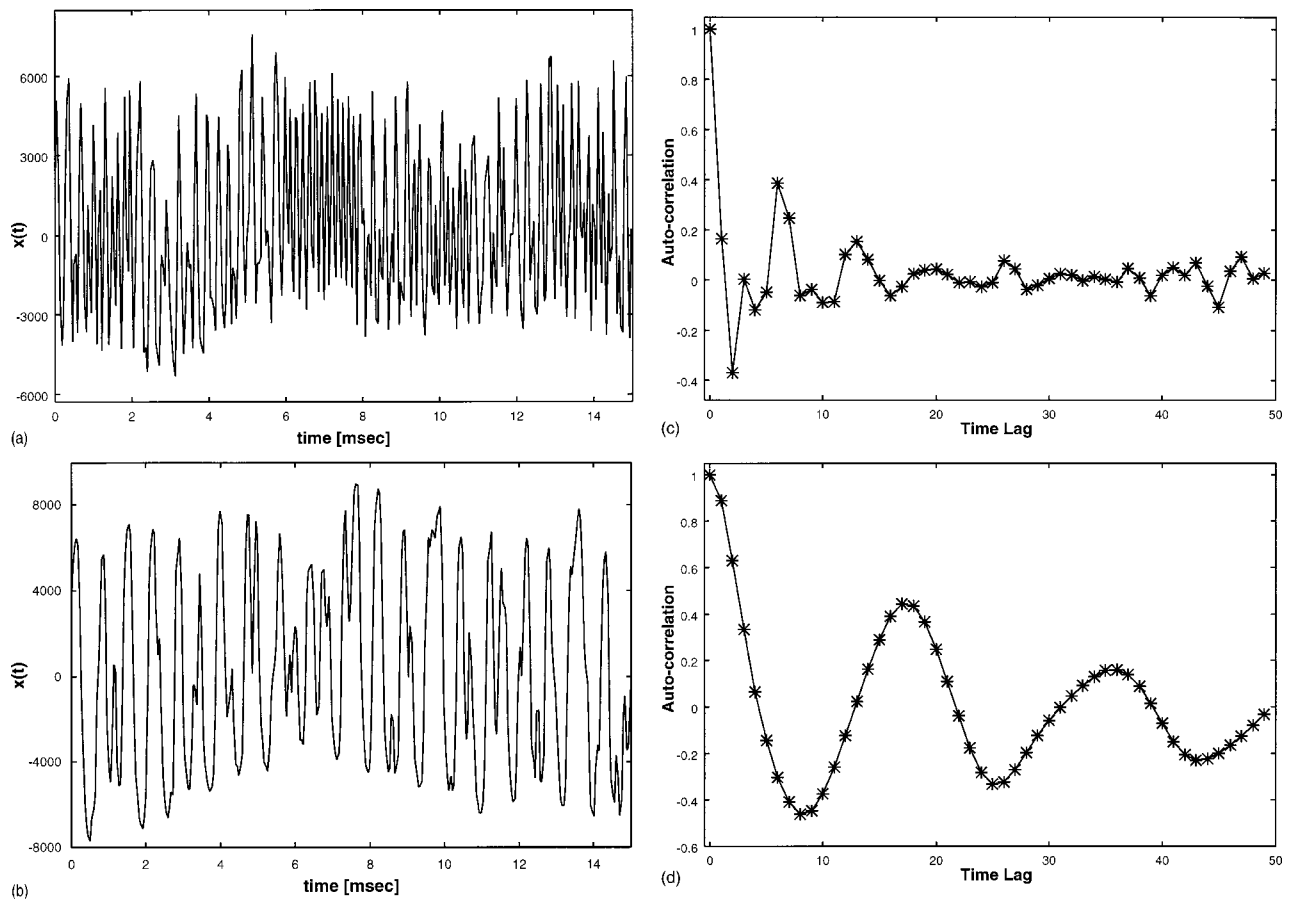 6000
3000
0
-3000
-6000
x(t)
0 2 4 6 8 10 12 14
time [msec]
(a)
1
0.8
0.6
0.4
0.2
0
-0.2
-0.4
Auto-correlation
0 10 20 30 40 50
Time Lag
(c)
8000
4000
0
-4000
-8000
x(t)
0 2 4 6 8 10 12 14
time [msec]
(b)
1
0.8
0.6
0.4
0.2
0
-0.2
-0.4
-0.6
Auto-correlation
0 10 20 30 40 50
Time Lag
(d)